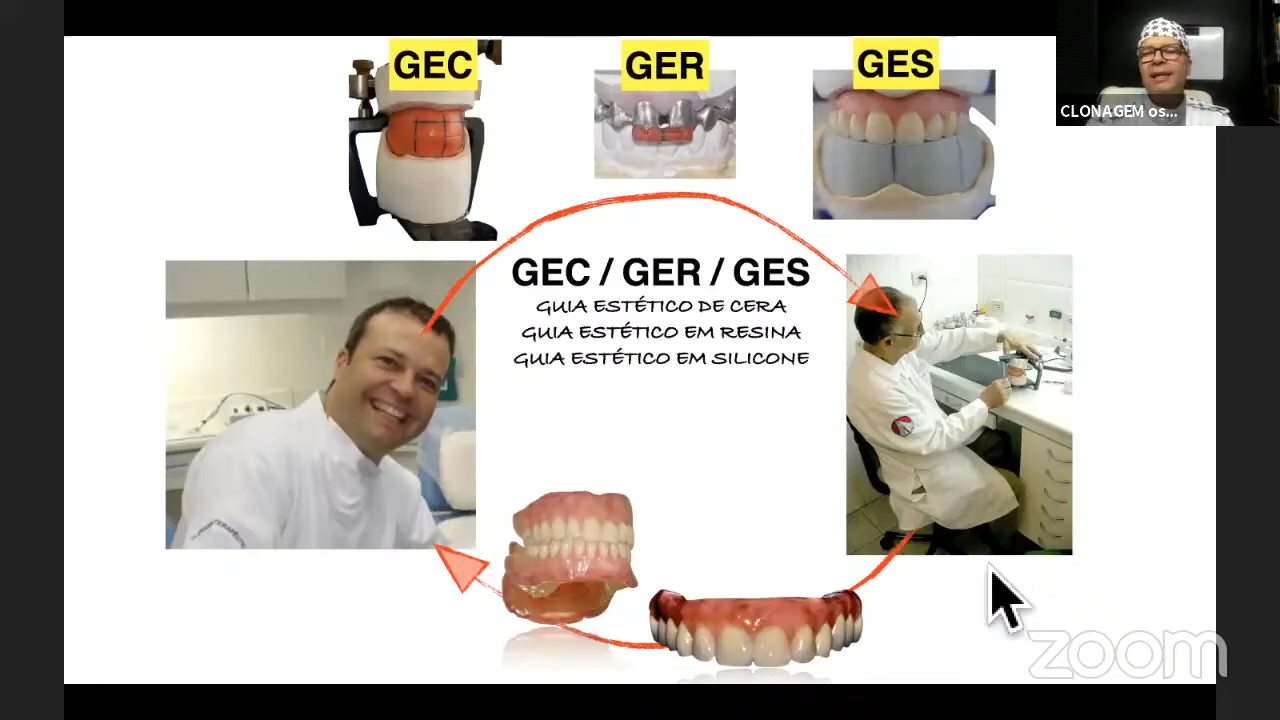 GEC
GER
GES
CLONAGEM os...
GEC / GER / GES
GUIA ESTÉTICO DE CERA
GUIA ESTÉTICO EM RESINA
GUIA ESTÉTICO EM SILICONE
zoom